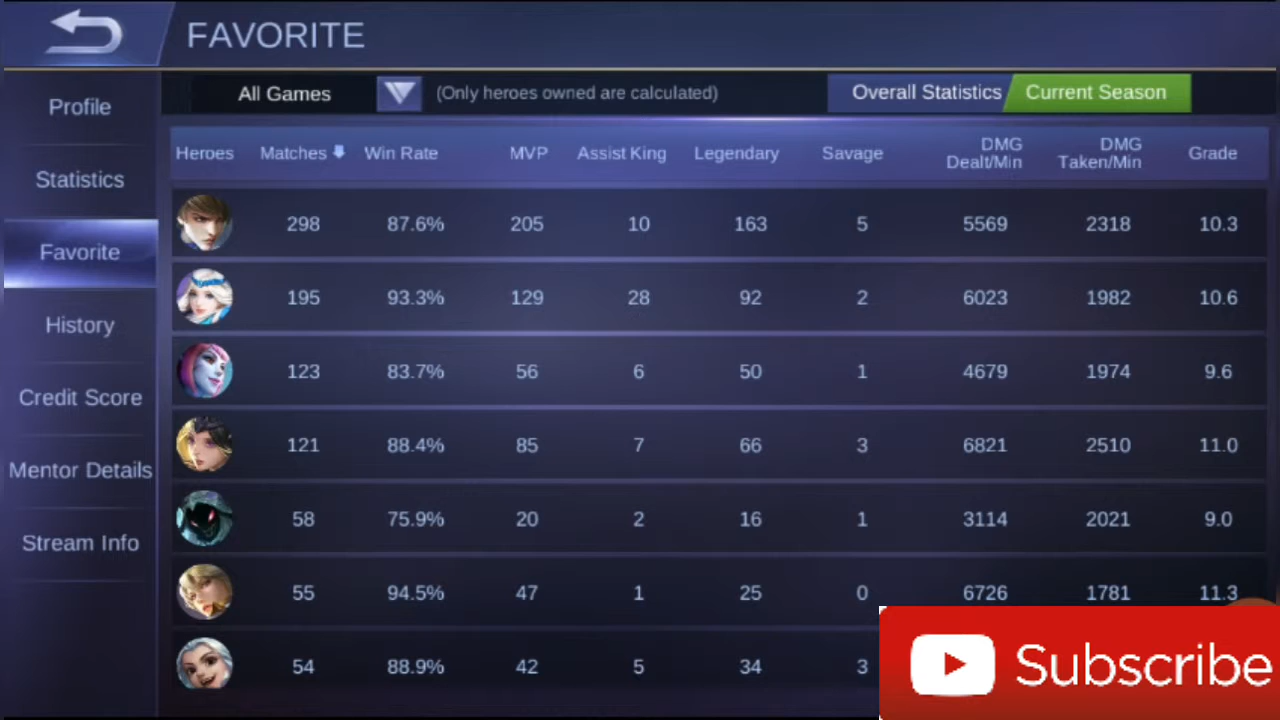 FAVORITE
Profile
Statistics
Favorite
History
Credit Score
Mentor Details
Stream Info
All Games (Only heroes owned are calculated) Overall Statistics Current Season
Heroes Matches Win Rate MVP Assist King Legendary Savage DMG Dealt/Min DMG Taken/Min Grade
298 87.6% 205 10 163 5 5569 2318 10.3
195 93.3% 129 28 92 2 6023 1982 10.6
123 83.7% 56 6 50 1 4679 1974 9.6
121 88.4% 85 7 66 3 6821 2510 11.0
58 75.9% 20 2 16 1 3114 2021 9.0
55 94.5% 47 1 25 0 6726 1781 11.3
54 88.9% 42 5 34 3
Subscribe